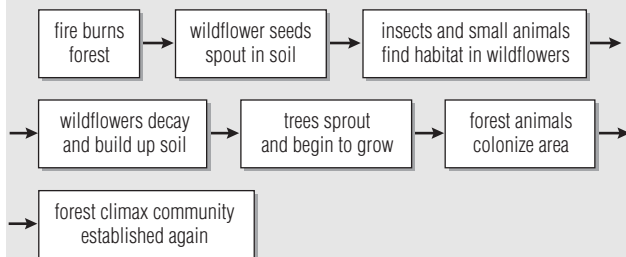 fire burns
forest
wildflower seeds
spout in soil
insects and small animals
find habitat in wildflowers
wildflowers decay
and build up soil
trees sprout
and begin to grow
forest animals
colonize area
forest climax community
established again